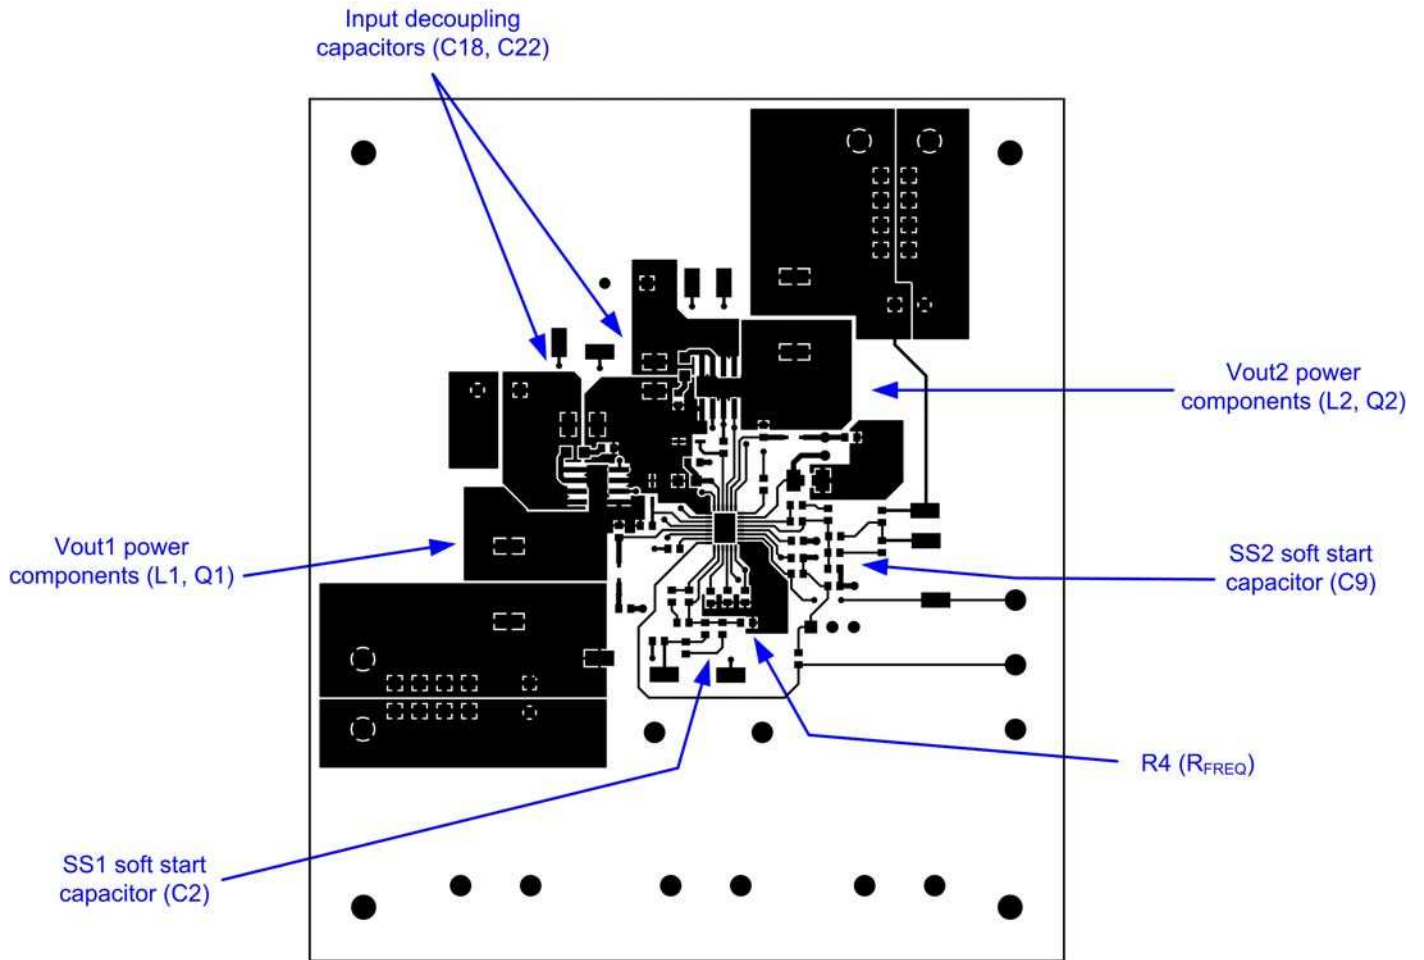 Input decoupling
capacitors (C18, C22)
Vout2 power
components (L2, Q2)
Vout1 power
components (L1, Q1)
SS2 soft start
capacitor (C9)
R4 (RFREQ)
SS1 soft start
capacitor (C2)